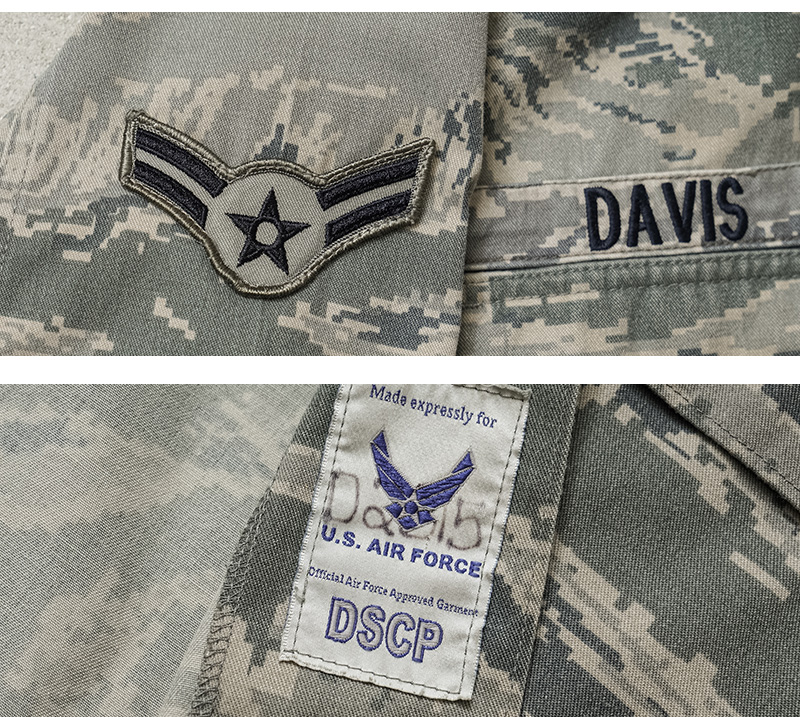 DAVIS
Made expressly for
U.S. AIR FORCE
Official Air Force Approved Garment
DSCP